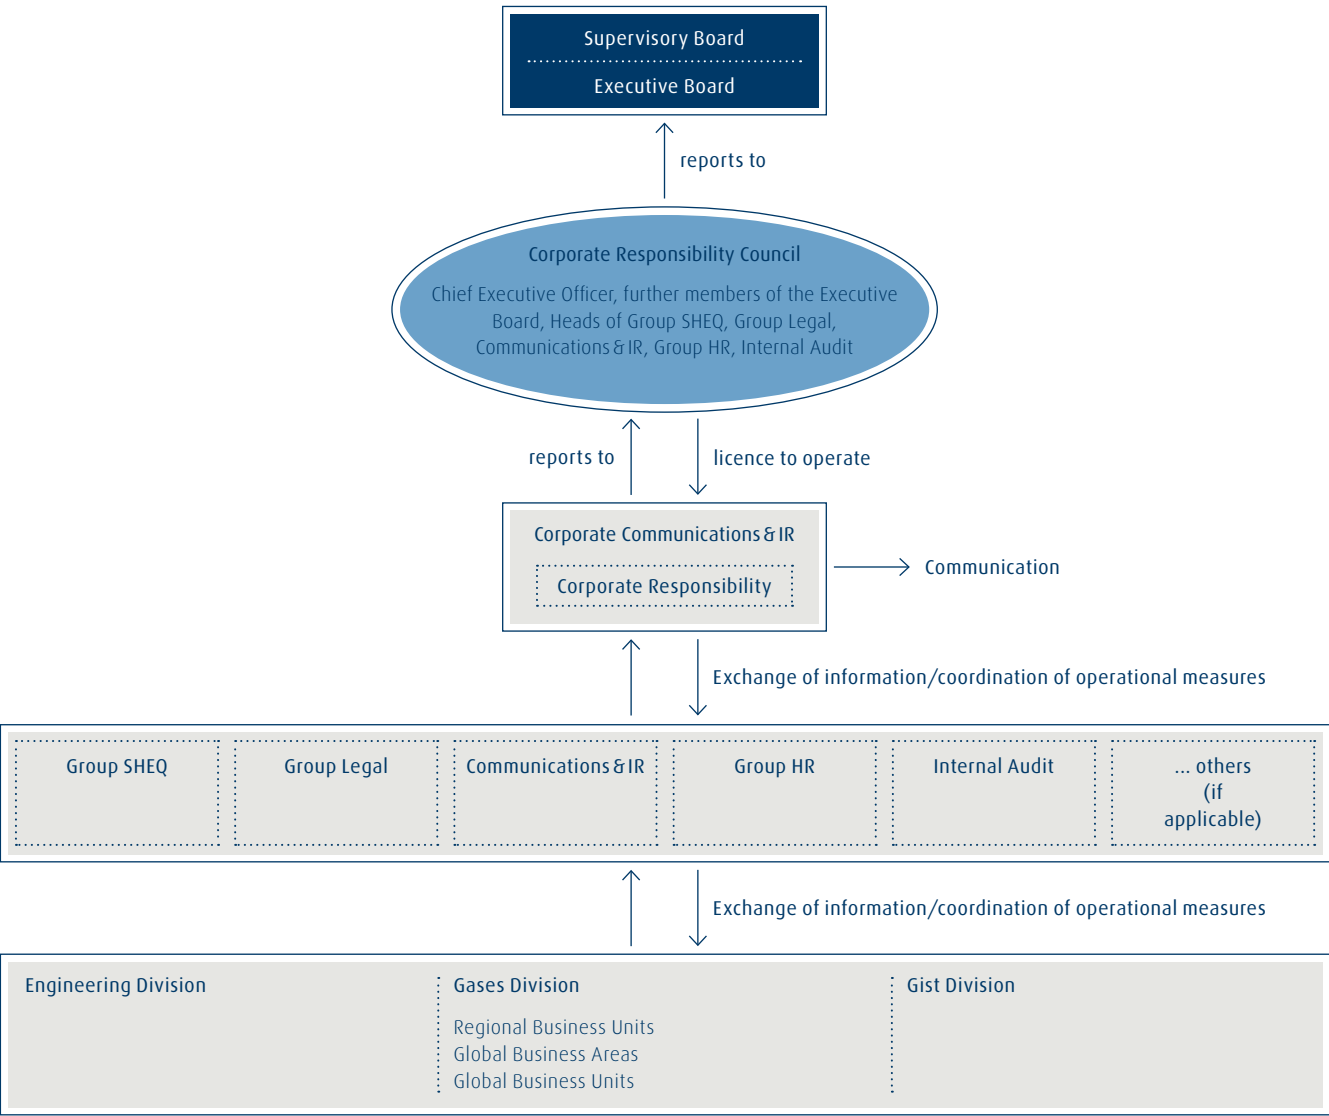 Supervisory Board
Executive Board
reports to
Corporate Responsibility Council
Chief Executive Officer, further members of the Executive
Board, Heads of Group SHEQ, Group Legal,
Communications & IR, Group HR, Internal Audit
reports to
licence to operate
Corporate Communications & IR
Corporate Responsibility
Communication
Exchange of information/coordination of operational measures
Group SHEQ
Group Legal
Communications & IR
Group HR
Internal Audit
... others
(if
applicable)
Exchange of information/coordination of operational measures
Engineering Division
Gases Division
Regional Business Units
Global Business Areas
Global Business Units
Gist Division